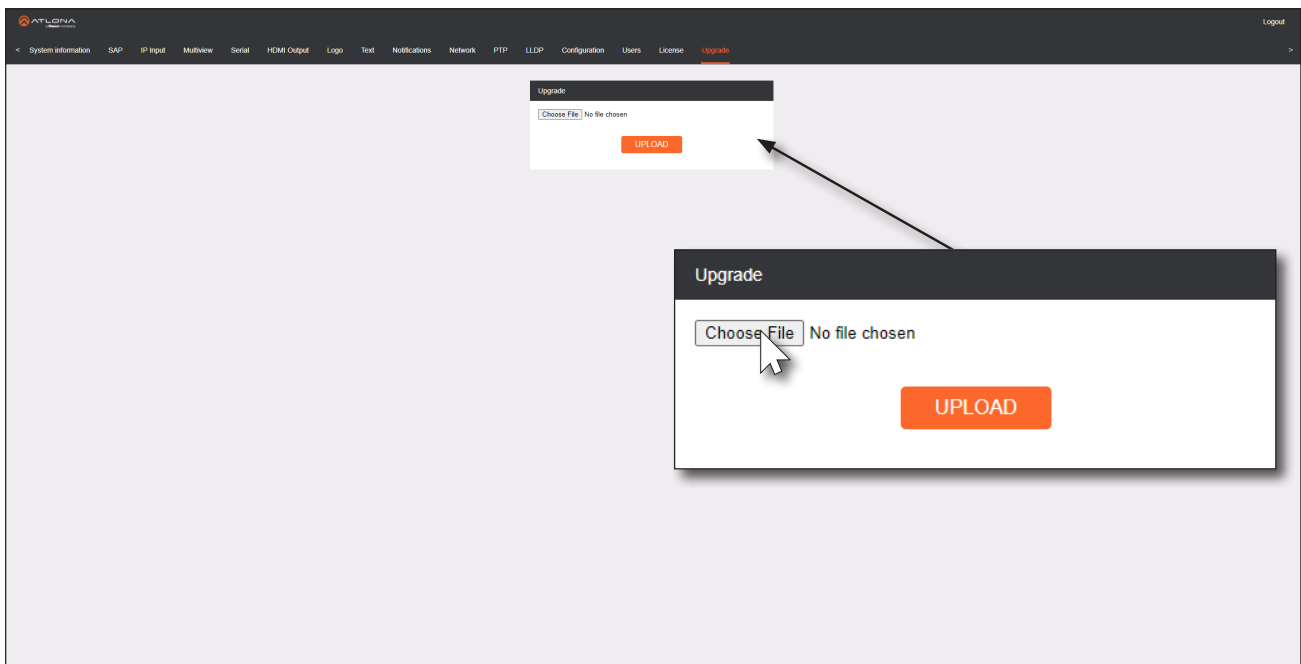 ATLONA
Logout
< System information SAP IP Input Multiview Serial HDMI Output Logo Text Notifications Network PTP LLDP Configuration Users License Upgrade >
Upgrade
Choose File No file chosen
UPLOAD
Upgrade
Choose File No file chosen
UPLOAD